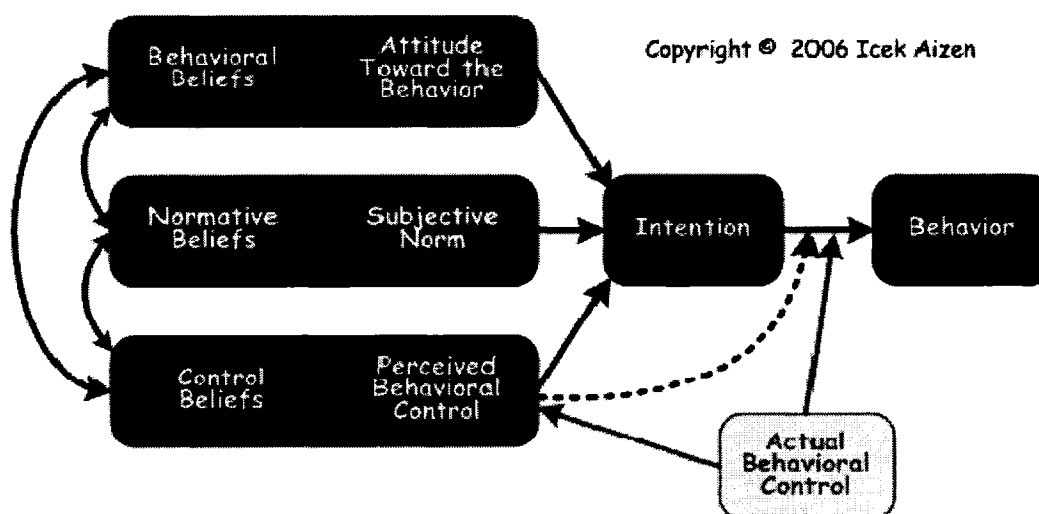 Behavioral
Beliefs
Attitude
Toward the
Behavior
Copyright © 2006 Icek Aizen
Normative
Beliefs
Subjective
Norm
Intention
Behavior
Control
Beliefs
Perceived
Behavioral
Control
Actual
Behavioral
Control